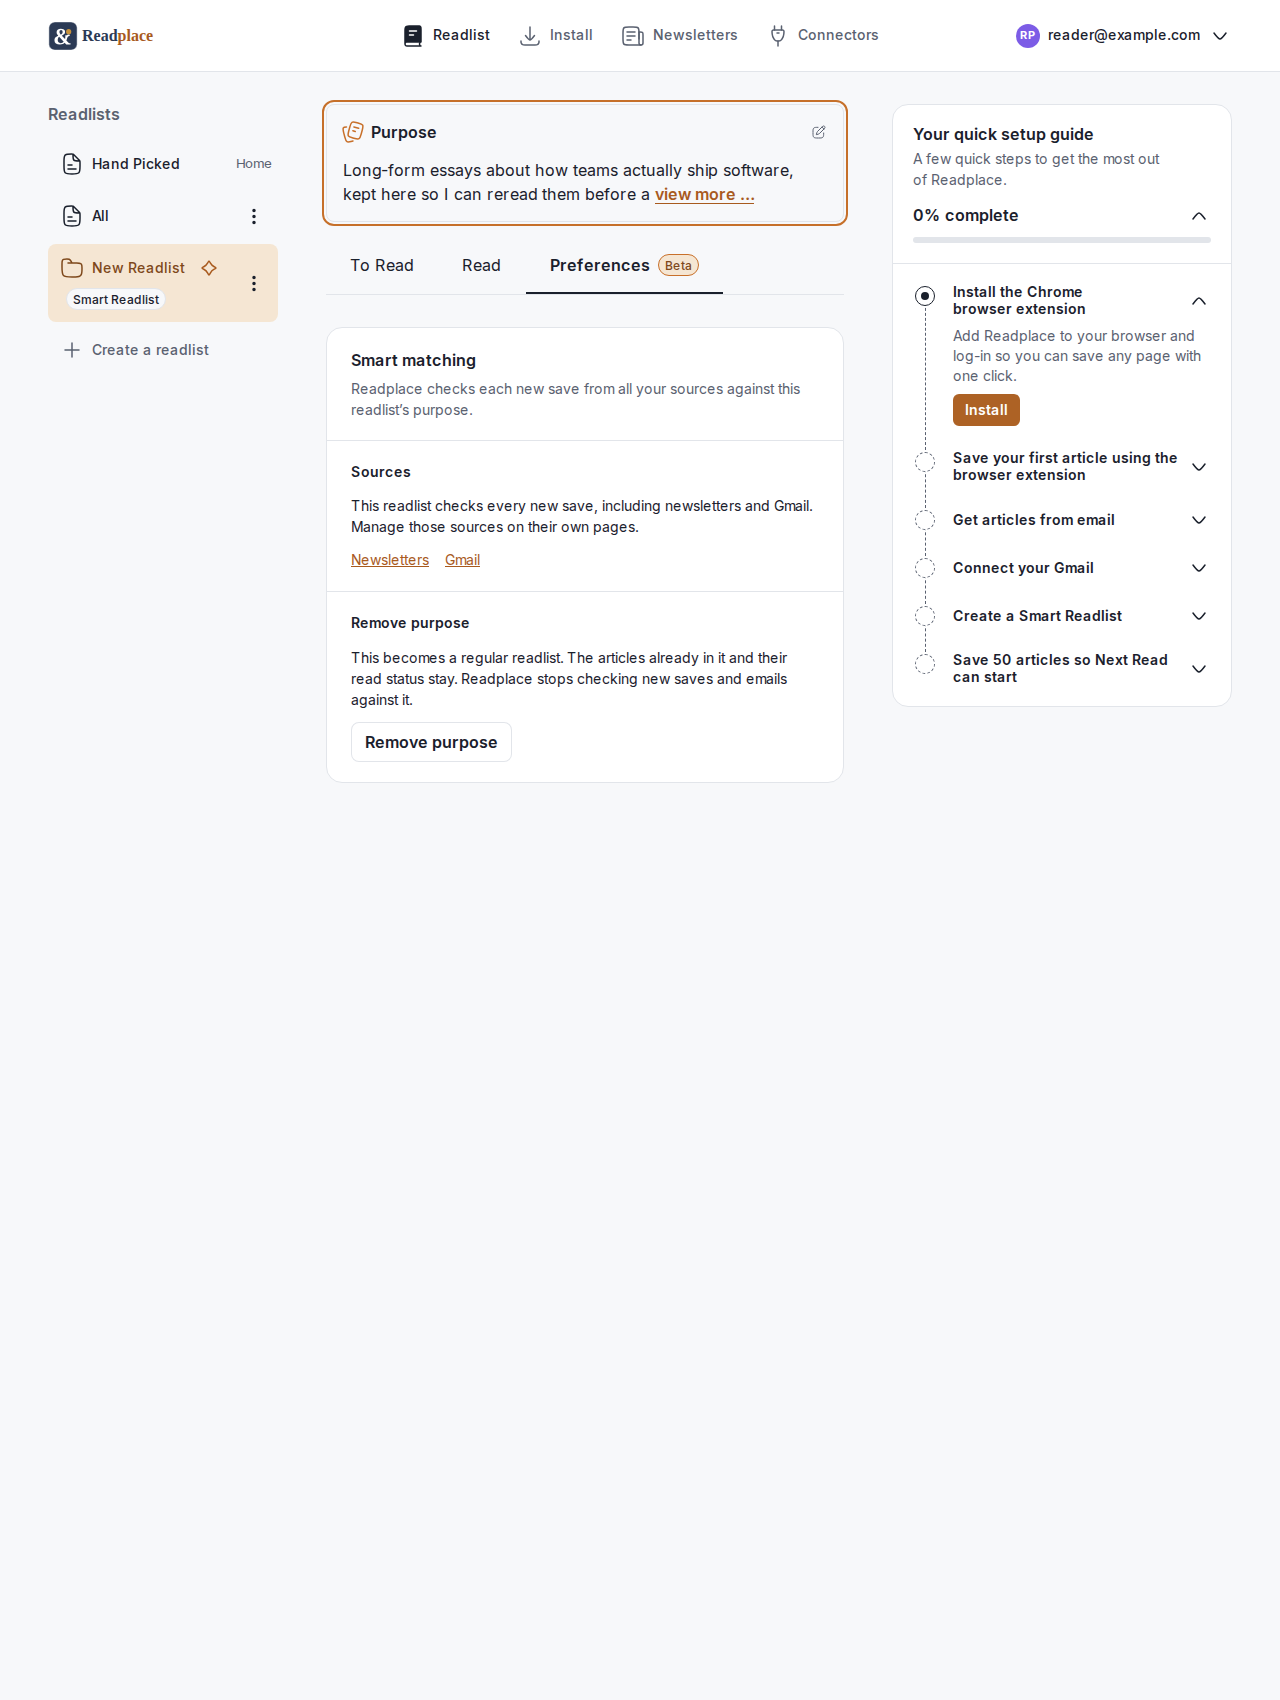 & Readplace
Readlist
Install
Newsletters
Connectors
RP
reader@example.com
Readlists
Hand Picked
Home
All
New Readlist
Smart Readlist
Create a readlist
Purpose
Long-form essays about how teams actually ship software,
kept here so I can reread them before a view more ...
To Read
Read
Preferences
Beta
Smart matching
Readplace checks each new save from all your sources against this
readlist’s purpose.
Sources
This readlist checks every new save, including newsletters and Gmail.
Manage those sources on their own pages.
Newsletters
Gmail
Remove purpose
This becomes a regular readlist. The articles already in it and their
read status stay. Readplace stops checking new saves and emails
against it.
Remove purpose
Your quick setup guide
A few quick steps to get the most out
of Readplace.
0% complete
Install the Chrome
browser extension
Add Readplace to your browser and
log-in so you can save any page with
one click.
Install
Save your first article using the
browser extension
Get articles from email
Connect your Gmail
Create a Smart Readlist
Save 50 articles so Next Read
can start